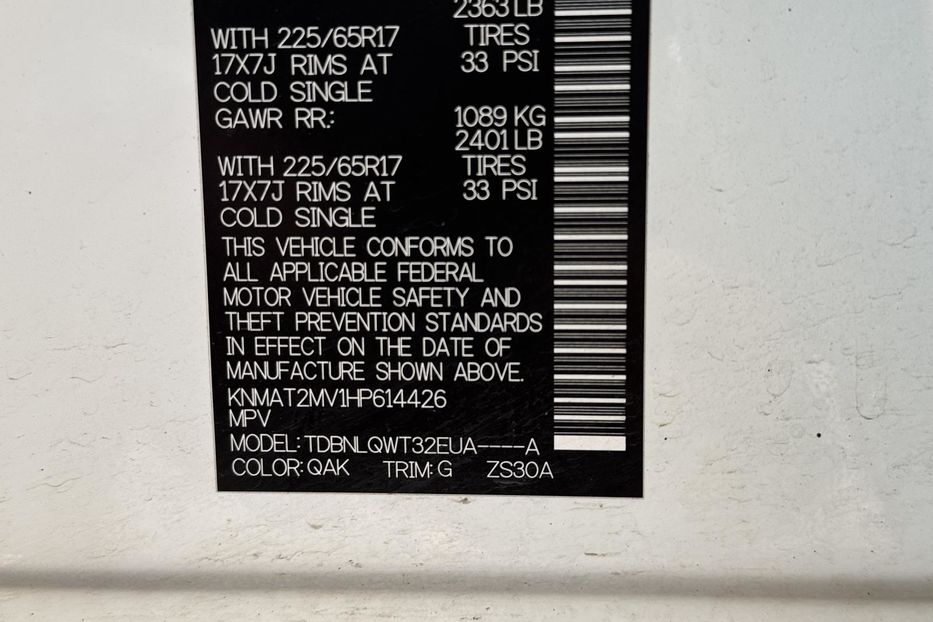 2363 LB
WITH 225/65R17 TIRES
17X7J RIMS AT 33 PSI
COLD SINGLE
GAWR RR.: 1089 KG
2401 LB
WITH 225/65R17 TIRES
17X7J RIMS AT 33 PSI
COLD SINGLE
THIS VEHICLE CONFORMS TO
ALL APPLICABLE FEDERAL
MOTOR VEHICLE SAFETY AND
THEFT PREVENTION STANDARDS
IN EFFECT ON THE DATE OF
MANUFACTURE SHOWN ABOVE.
KNMAT2MV1HP614426
MPV
MODEL: TDBNLQWT32EUA----A
COLOR: QAK TRIM: G ZS30A